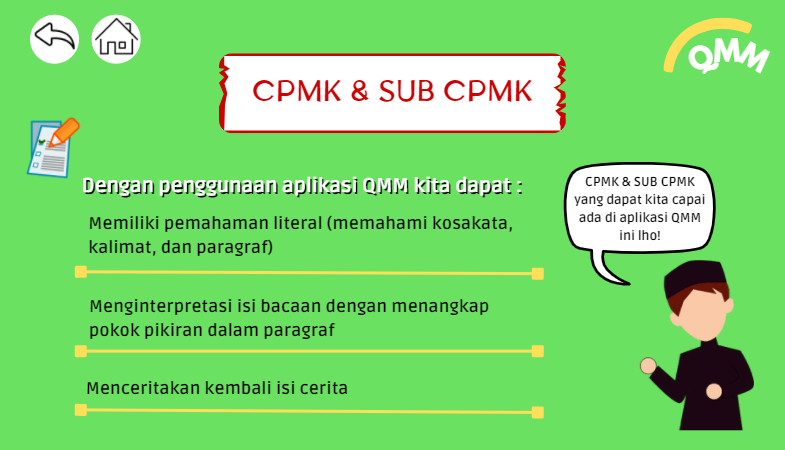 QMM
CPMK & SUB CPMK
Dengan penggunaan aplikasi QMM kita dapat :
Memiliki pemahaman literal (memahami kosakata,
kalimat, dan paragraf)
Menginterpretasi isi bacaan dengan menangkap
pokok pikiran dalam paragraf
Menceritakan kembali isi cerita
CPMK & SUB CPMK
yang dapat kita capai
ada di aplikasi QMM
ini lho!